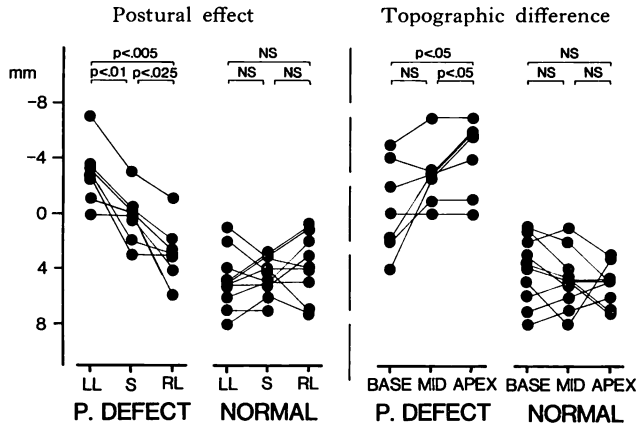 Postural effect Topographic difference
p<.005 NS p<.05 NS
mm p<.01 p<.025 NS NS NS p<.05 NS NS
-8
-4
0
4
8
LL S RL LL S RL BASE MID APEX BASE MID APEX
P. DEFECT NORMAL P. DEFECT NORMAL